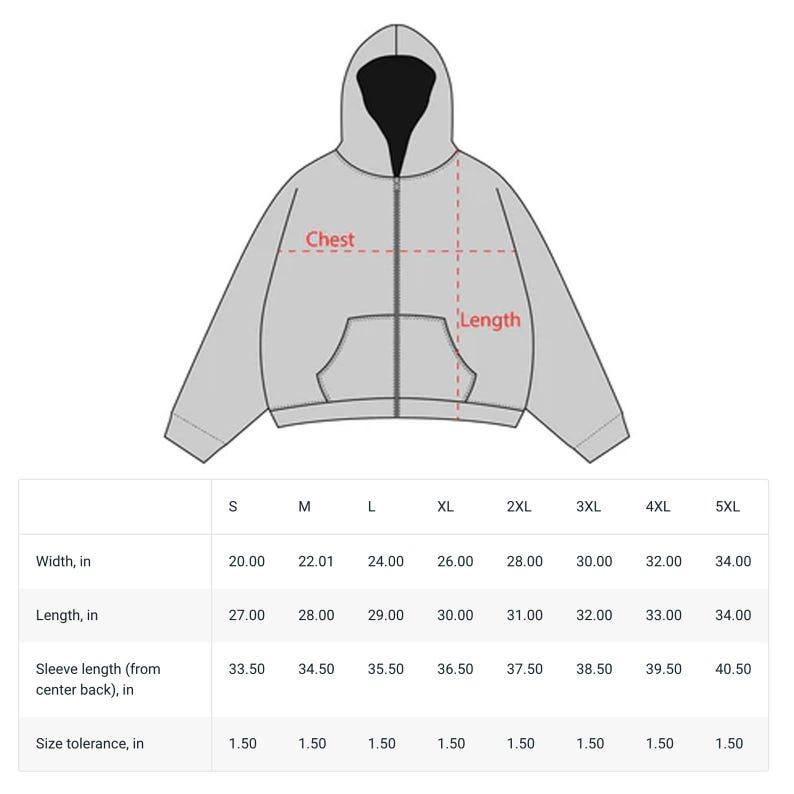 Chest
Length
S M L XL 2XL 3XL 4XL 5XL
Width, in 20.00 22.01 24.00 26.00 28.00 30.00 32.00 34.00
Length, in 27.00 28.00 29.00 30.00 31.00 32.00 33.00 34.00
Sleeve length (from 33.50 34.50 35.50 36.50 37.50 38.50 39.50 40.50
center back), in
Size tolerance, in 1.50 1.50 1.50 1.50 1.50 1.50 1.50 1.50